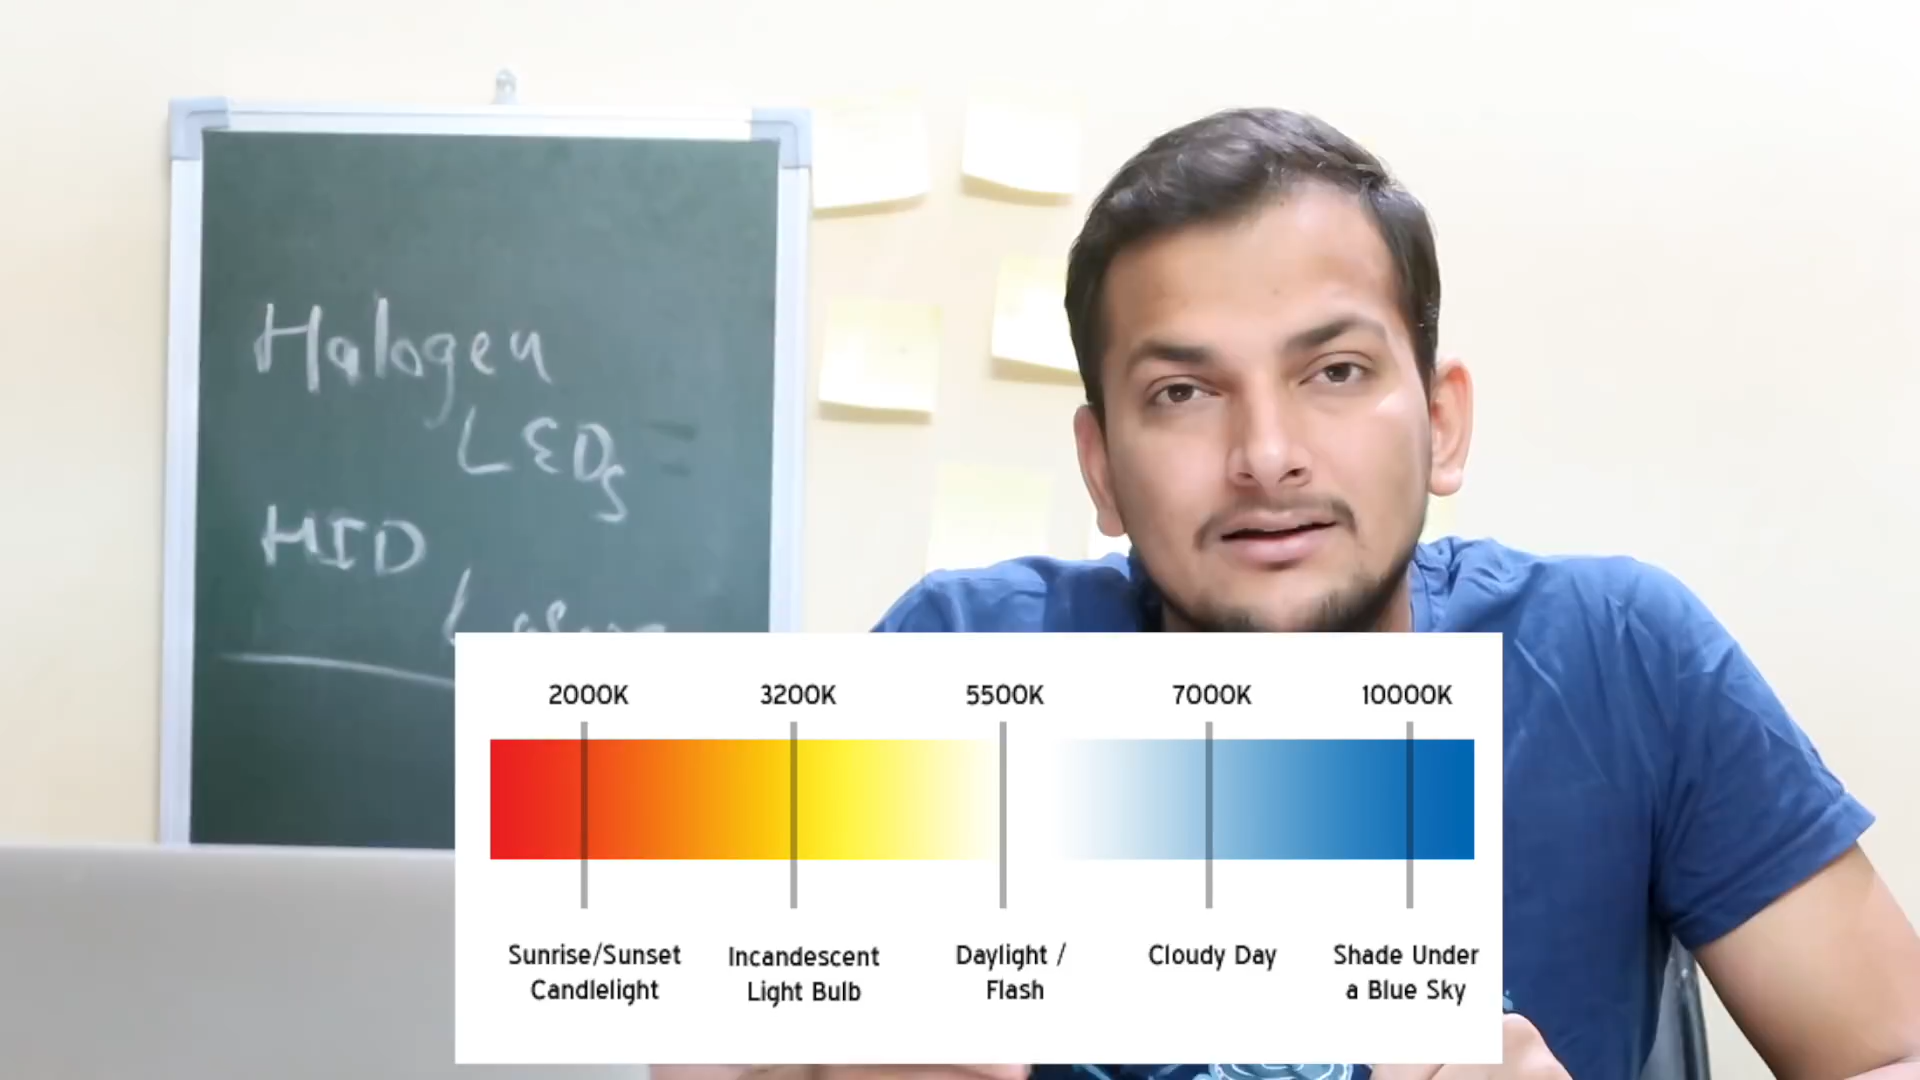 Halogen
LEDs
HID
Laser
2000K 3200K 5500K 7000K 10000K
Sunrise/Sunset Incandescent Daylight / Cloudy Day Shade Under
Candlelight Light Bulb Flash a Blue Sky